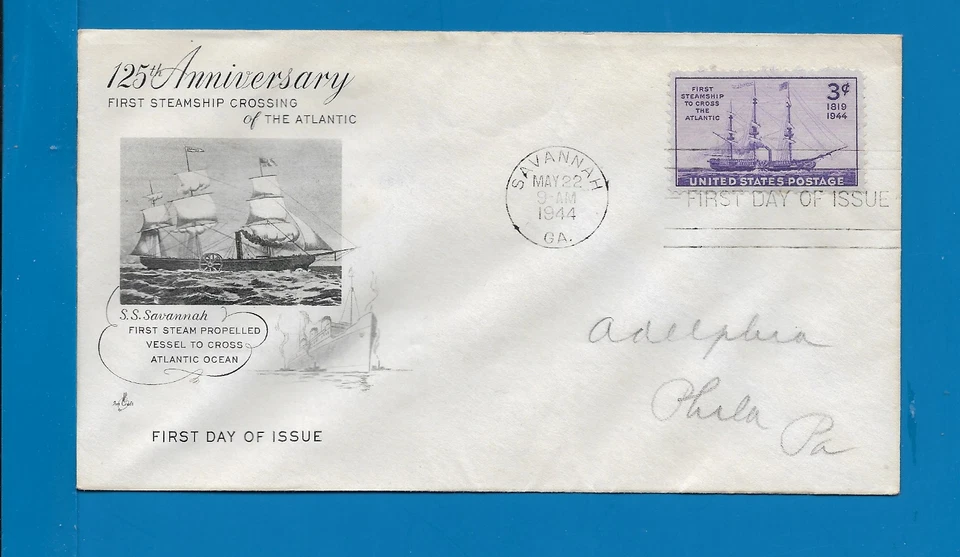 125th Anniversary
FIRST STEAMSHIP CROSSING
of THE ATLANTIC
S.S. Savannah
FIRST STEAM PROPELLED
VESSEL TO CROSS
ATLANTIC OCEAN
Art Craft
FIRST DAY OF ISSUE
SAVANNAH
MAY 22
9-AM
1944
GA.
FIRST
STEAMSHIP
TO CROSS
THE
ATLANTIC
3¢
1819
1944
UNITED STATES POSTAGE
FIRST DAY OF ISSUE
Adelphia
Phila
Pa